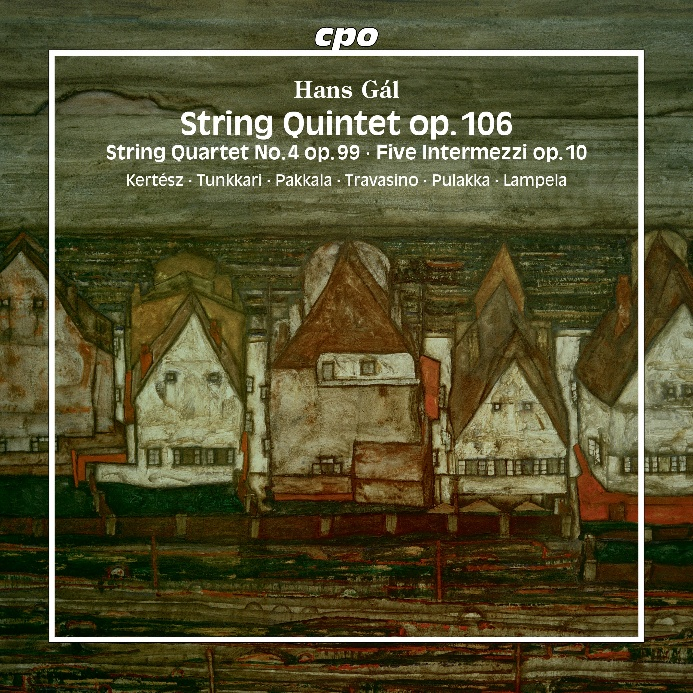 cpo
Hans Gál
String Quintet op. 106
String Quartet No. 4 op. 99 · Five Intermezzi op. 10
Kertész · Tunkkari · Pakkala · Travasino · Pulakka · Lampela